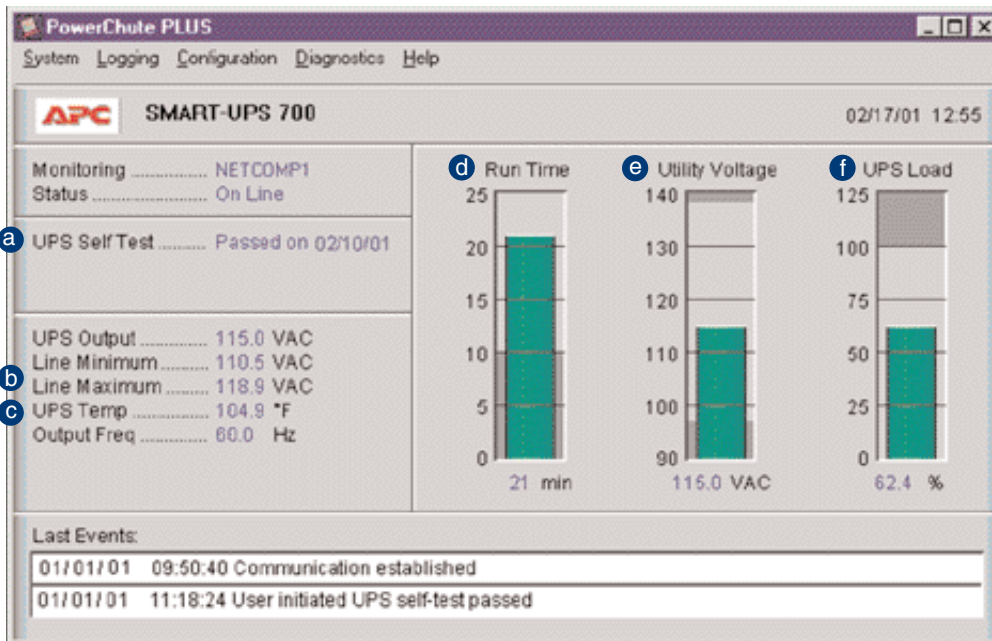 PowerChute PLUS
System Logging Configuration Diagnostics Help
APC SMART-UPS 700 02/17/01 12:55
Monitoring ................ NETCOMP1
Status ........................ On Line
a UPS Self Test .......... Passed on 02/10/01
UPS Output .............. 115.0 VAC
Line Minimum .......... 110.5 VAC
b Line Maximum ......... 118.9 VAC
c UPS Temp ................ 104.9 °F
Output Freq .............. 60.0 Hz
d Run Time
25
20
15
10
5
0
21 min
e Utility Voltage
140
130
120
110
100
90
115.0 VAC
f UPS Load
125
100
75
50
25
0
62.4 %
Last Events:
01/01/01 09:50:40 Communication established
01/01/01 11:18:24 User initiated UPS self-test passed